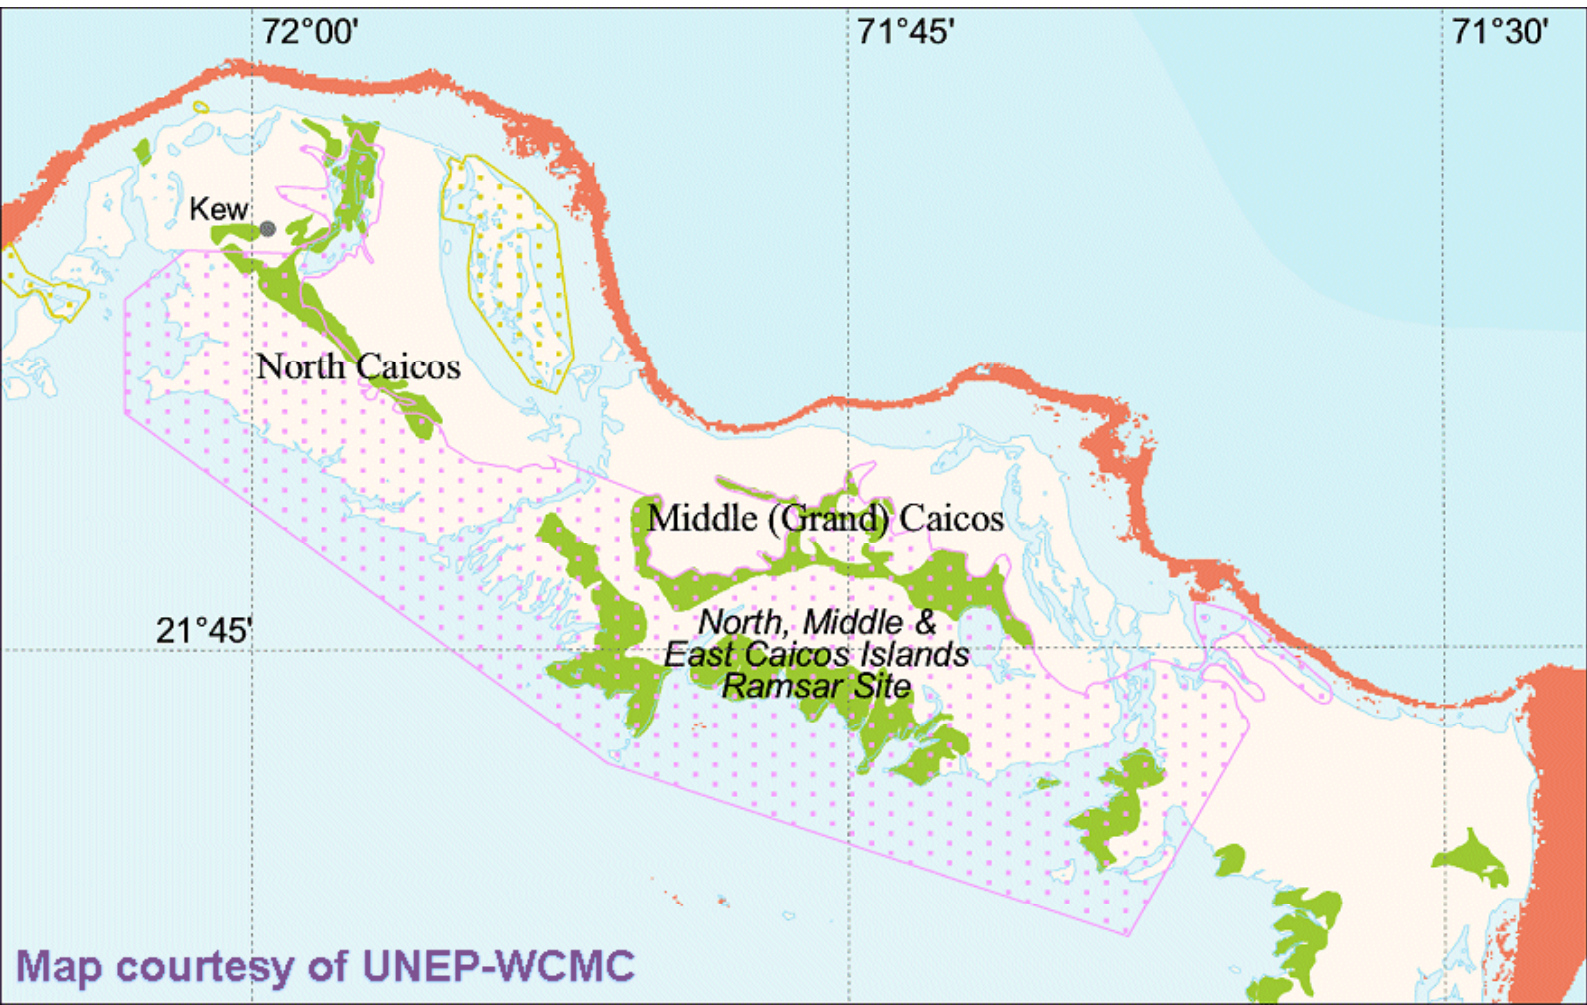 72°00'
71°45'
71°30'
Kew
North Caicos
Middle (Grand) Caicos
North, Middle &
East Caicos Islands
Ramsar Site
21°45'
Map courtesy of UNEP-WCMC